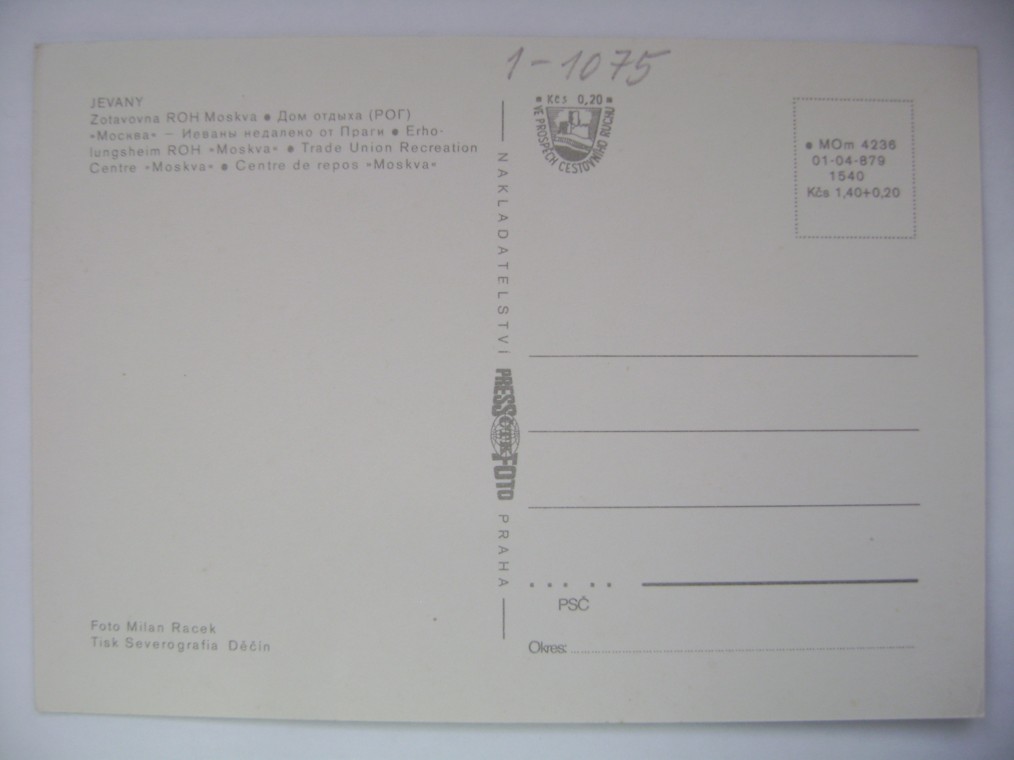 1-1075
JEVANY
Zotavovna ROH Moskva ● Дом отдыха (РОГ)
»Москва« – Иеваны недалеко от Праги ● Erho-
lungsheim ROH »Moskva« ● Trade Union Recreation
Centre »Moskva« ● Centre de repos »Moskva«
Foto Milan Racek
Tisk Severografia Děčín
NAKLADATELSTVÍ
PRESSFOTO
PRAHA
Kčs 0,20
VE PROSPĚCH CESTOVNÍHO RUCHU
● MOm 4236
01-04-879
1540
Kčs 1,40+0,20
PSČ
Okres: